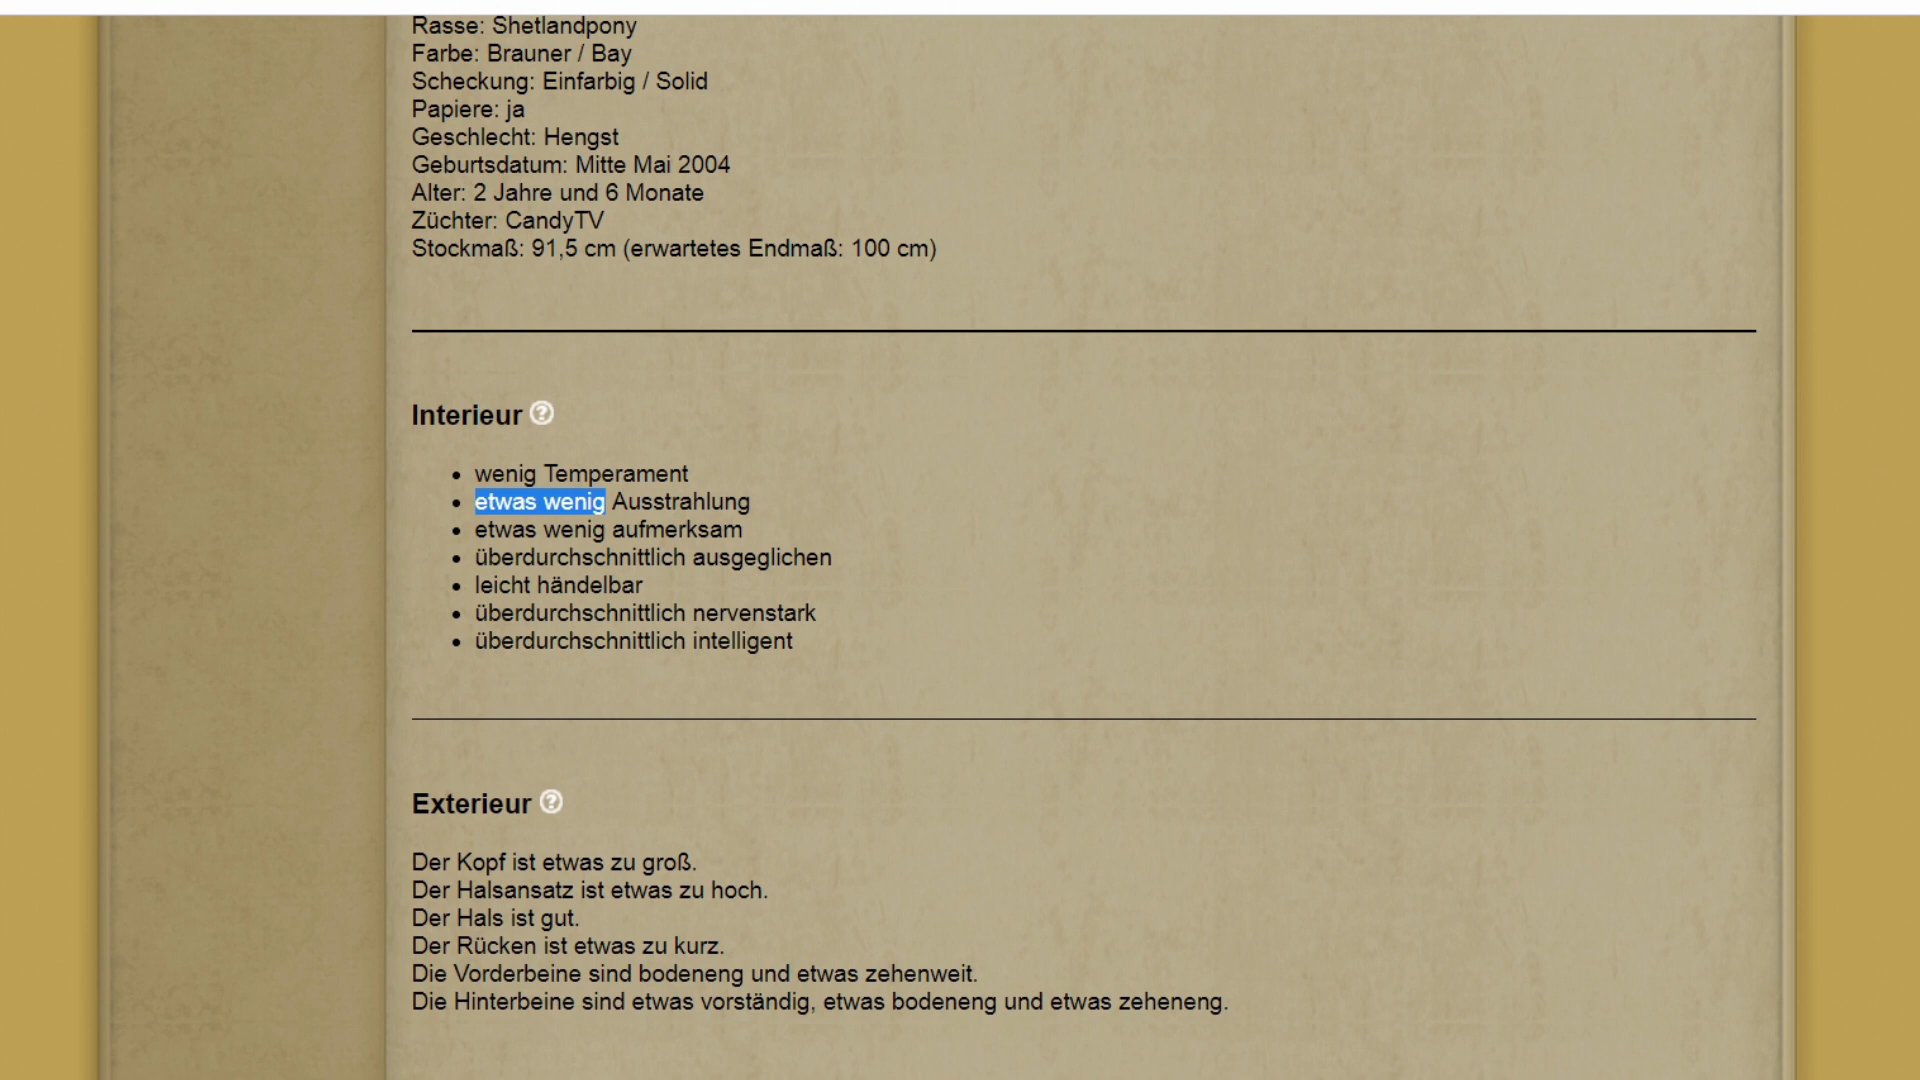 Rasse: Shetlandpony
Farbe: Brauner / Bay
Scheckung: Einfarbig / Solid
Papiere: ja
Geschlecht: Hengst
Geburtsdatum: Mitte Mai 2004
Alter: 2 Jahre und 6 Monate
Züchter: CandyTV
Stockmaß: 91,5 cm (erwartetes Endmaß: 100 cm)
Interieur ?
• wenig Temperament
• etwas wenig Ausstrahlung
• etwas wenig aufmerksam
• überdurchschnittlich ausgeglichen
• leicht händelbar
• überdurchschnittlich nervenstark
• überdurchschnittlich intelligent
Exterieur ?
Der Kopf ist etwas zu groß.
Der Halsansatz ist etwas zu hoch.
Der Hals ist gut.
Der Rücken ist etwas zu kurz.
Die Vorderbeine sind bodeneng und etwas zehenweit.
Die Hinterbeine sind etwas vorständig, etwas bodeneng und etwas zeheneng.